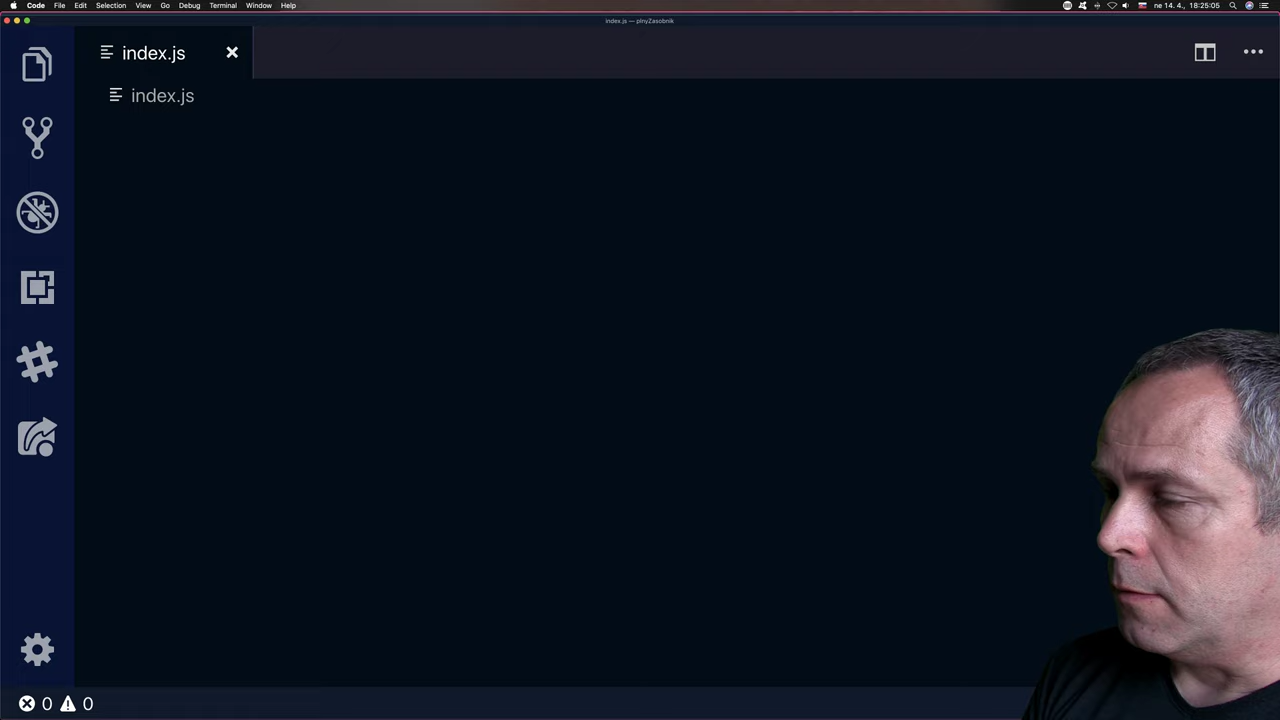 Code File Edit Selection View Go Debug Terminal Window Help
ne 14. 4., 18:25:05
index.js — plnyZasobnik
index.js
index.js
0 0